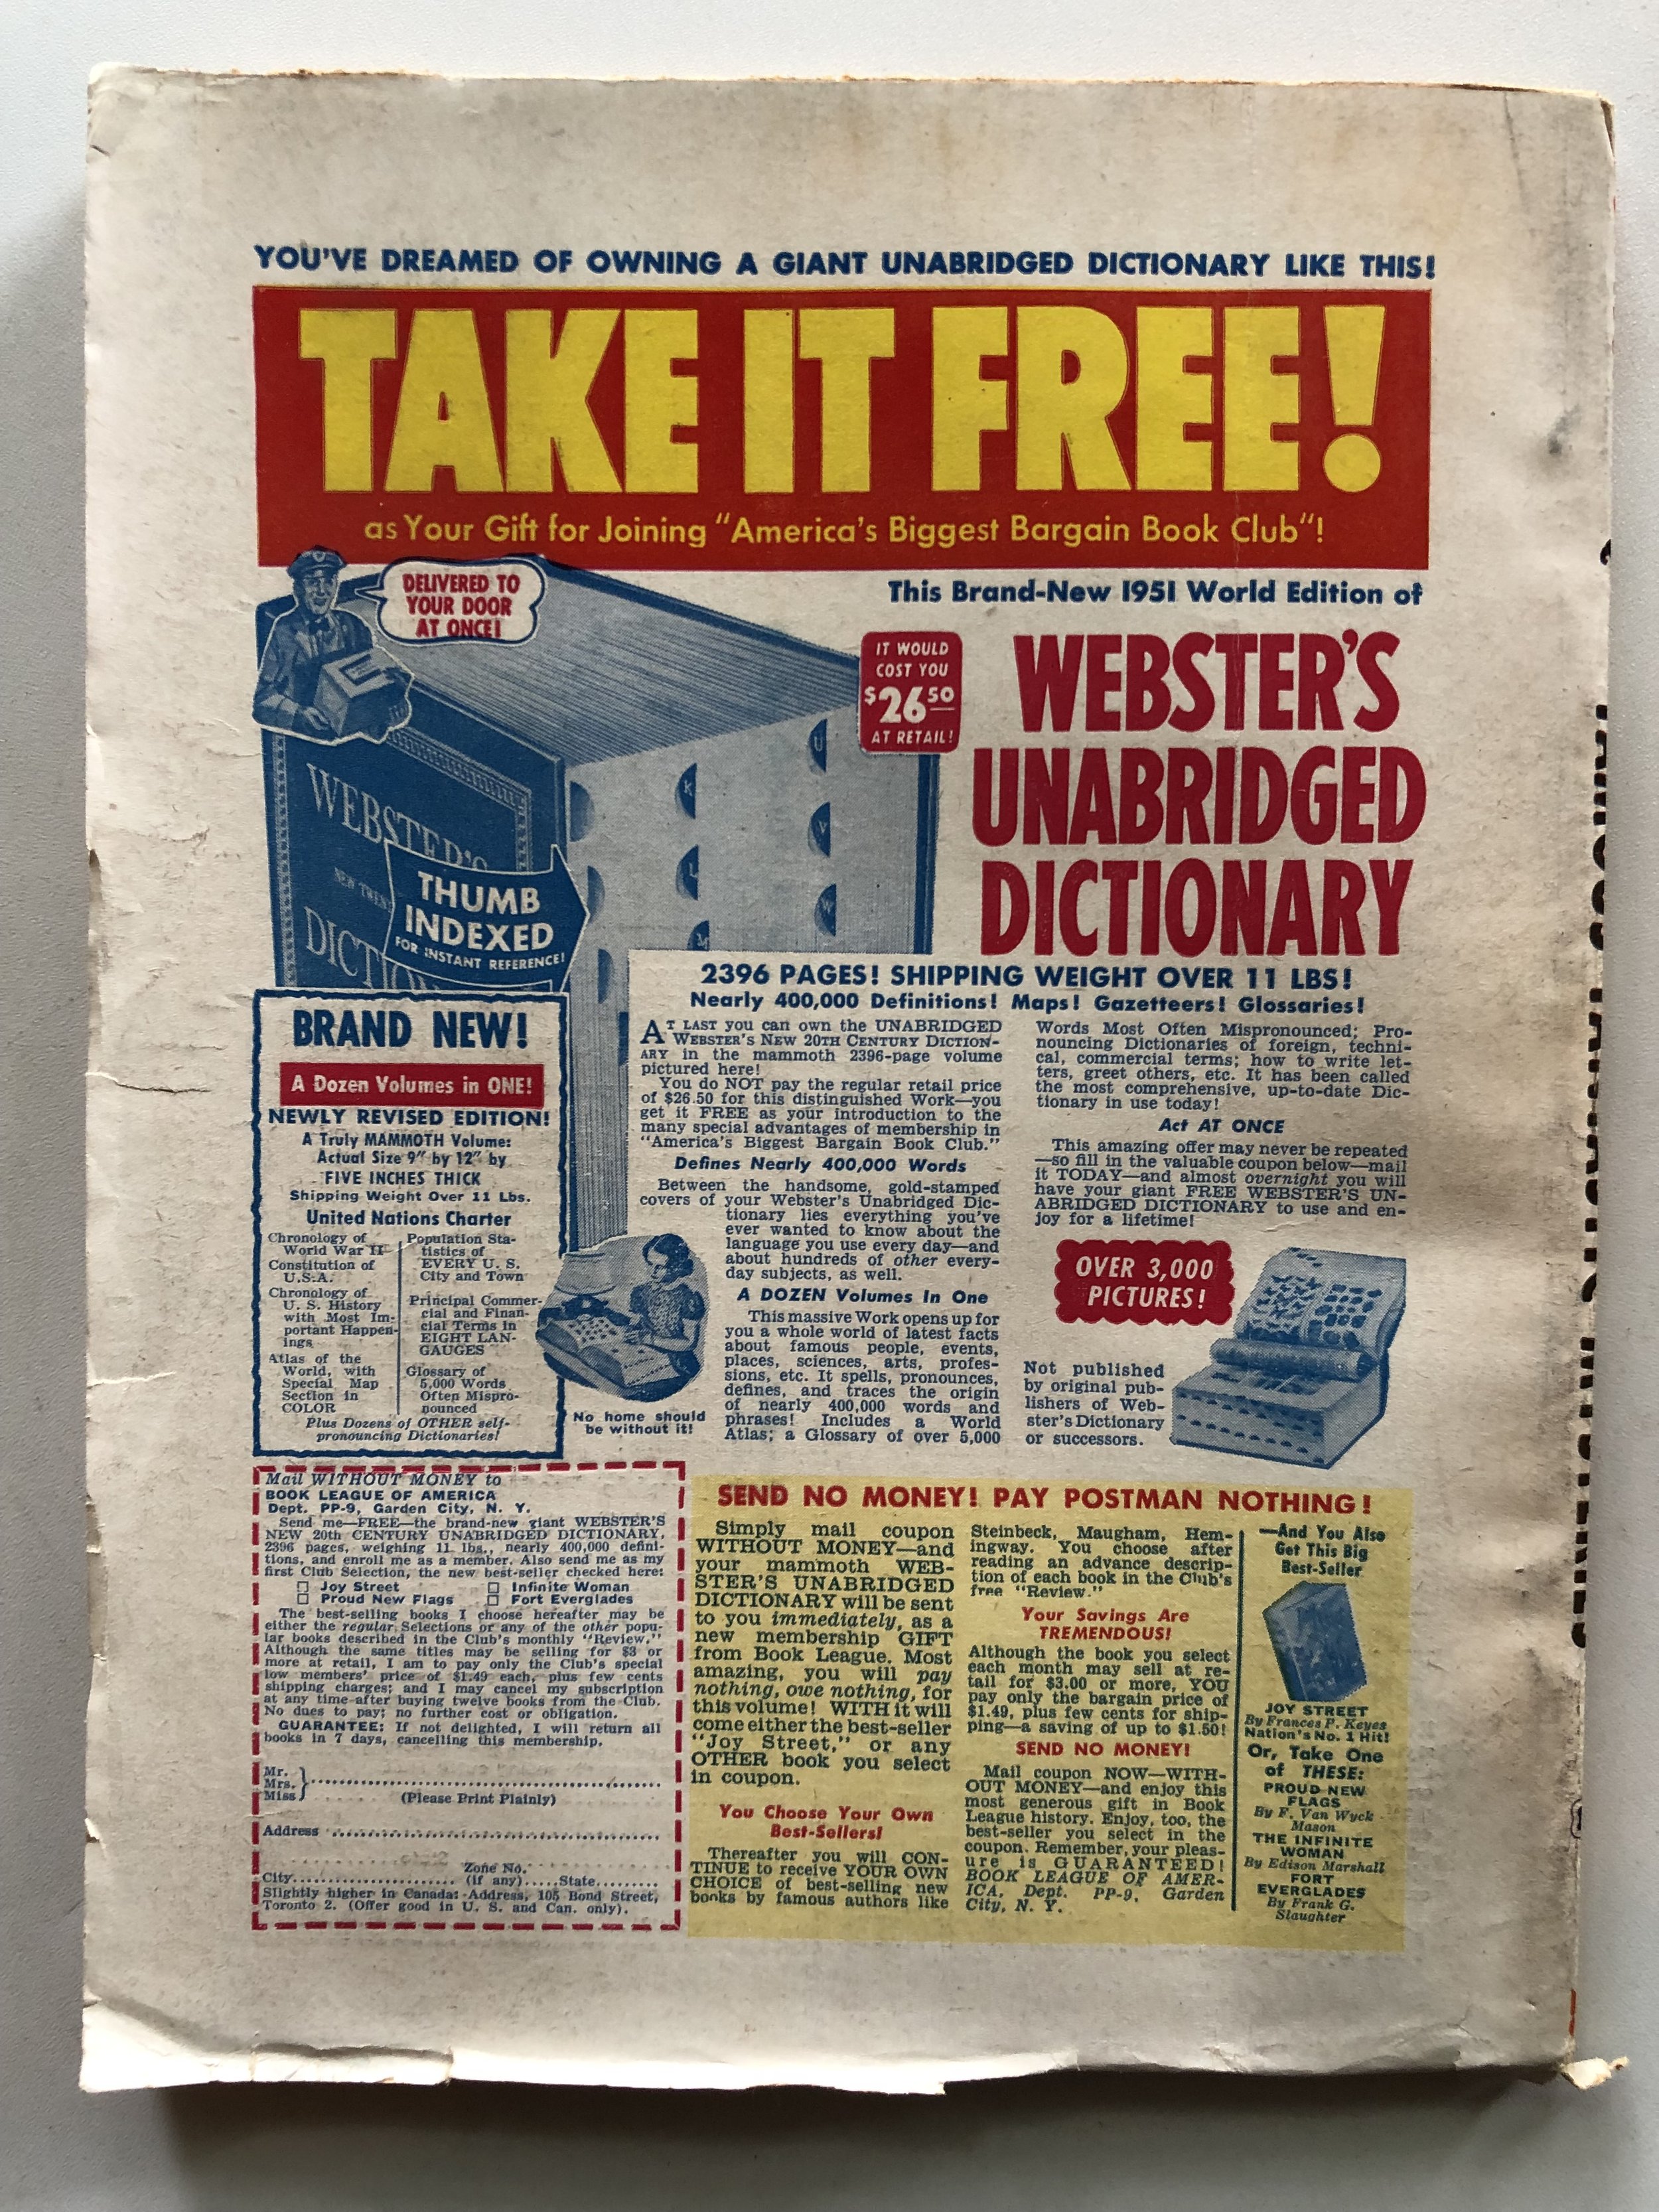 YOU'VE DREAMED OF OWNING A GIANT UNABRIDGED DICTIONARY LIKE THIS!
TAKE IT FREE!
as Your Gift for Joining "America's Biggest Bargain Book Club"!
DELIVERED TO
YOUR DOOR
AT ONCE!
This Brand-New 1951 World Edition of
IT WOULD
COST YOU
$26 50
AT RETAIL!
WEBSTER'S
UNABRIDGED
DICTIONARY
WEBSTER'S
NEW TWEN
DICTIO
THUMB
INDEXED
FOR INSTANT REFERENCE!
K
L
M
U
V
W
2396 PAGES! SHIPPING WEIGHT OVER 11 LBS!
Nearly 400,000 Definitions! Maps! Gazetteers! Glossaries!
BRAND NEW!
A Dozen Volumes in ONE!
NEWLY REVISED EDITION!
A Truly MAMMOTH Volume:
Actual Size 9" by 12" by
FIVE INCHES THICK
Shipping Weight Over 11 Lbs.
United Nations Charter
Chronology of
World War II
Constitution of
U.S.A.
Chronology of
U. S. History
with Most Im-
portant Happen-
ings
Atlas of the
World, with
Special Map
Section in
COLOR
Population Sta-
tistics of
EVERY U. S.
City and Town
Principal Commer-
cial and Finan-
cial Terms in
EIGHT LAN-
GAUGES
Glossary of
5,000 Words
Often Mispro-
nounced
Plus Dozens of OTHER self-
pronouncing Dictionaries!
No home should
be without it!
AT LAST you can own the UNABRIDGED
WEBSTER'S NEW 20TH CENTURY DICTION-
ARY in the mammoth 2396-page volume
pictured here!
You do NOT pay the regular retail price
of $26.50 for this distinguished Work—you
get it FREE as your introduction to the
many special advantages of membership in
"America's Biggest Bargain Book Club."
Defines Nearly 400,000 Words
Between the handsome, gold-stamped
covers of your Webster's Unabridged Dic-
tionary lies everything you've
ever wanted to know about the
language you use every day—and
about hundreds of other every-
day subjects, as well.
A DOZEN Volumes In One
This massive Work opens up for
you a whole world of latest facts
about famous people, events,
places, sciences, arts, profes-
sions, etc. It spells, pronounces,
defines, and traces the origin
of nearly 400,000 words and
phrases! Includes a World
Atlas; a Glossary of over 5,000
Words Most Often Mispronounced; Pro-
nouncing Dictionaries of foreign, techni-
cal, commercial terms; how to write let-
ters, greet others, etc. It has been called
the most comprehensive, up-to-date Dic-
tionary in use today!
Act AT ONCE
This amazing offer may never be repeated
—so fill in the valuable coupon below—mail
it TODAY—and almost overnight you will
have your giant FREE WEBSTER'S UN-
ABRIDGED DICTIONARY to use and en-
joy for a lifetime!
OVER 3,000
PICTURES!
Not published
by original pub-
lishers of Web-
ster's Dictionary
or successors.
Mail WITHOUT MONEY to
BOOK LEAGUE OF AMERICA
Dept. PP-9, Garden City, N. Y.
Send me—FREE—the brand-new giant WEBSTER'S
NEW 20th CENTURY UNABRIDGED DICTIONARY,
2396 pages, weighing 11 lbs., nearly 400,000 defini-
tions, and enroll me as a member. Also send me as my
first Club Selection, the new best-seller checked here:
☐ Joy Street ☐ Infinite Woman
☐ Proud New Flags ☐ Fort Everglades
The best-selling books I choose hereafter may be
either the regular Selections or any of the other popu-
lar books described in the Club's monthly "Review."
Although the same titles may be selling for $3 or
more at retail, I am to pay only the Club's special
low members' price of $1.49 each, plus few cents
shipping charges; and I may cancel my subscription
at any time after buying twelve books from the Club.
No dues to pay; no further cost or obligation.
GUARANTEE: If not delighted, I will return all
books in 7 days, cancelling this membership.
Mr.
Mrs.
Miss
(Please Print Plainly)
Address
City Zone No. (if any) State
Slightly higher in Canada: Address, 105 Bond Street,
Toronto 2. (Offer good in U. S. and Can. only).
SEND NO MONEY! PAY POSTMAN NOTHING!
Simply mail coupon
WITHOUT MONEY—and
your mammoth WEB-
STER'S UNABRIDGED
DICTIONARY will be sent
to you immediately, as a
new membership GIFT
from Book League. Most
amazing, you will pay
nothing, owe nothing, for
this volume! WITH it will
come either the best-seller
"Joy Street," or any
OTHER book you select
in coupon.
You Choose Your Own
Best-Sellers!
Thereafter you will CON-
TINUE to receive YOUR OWN
CHOICE of best-selling new
books by famous authors like
Steinbeck, Maugham, Hem-
ingway. You choose after
reading an advance descrip-
tion of each book in the Club's
free "Review."
Your Savings Are
TREMENDOUS!
Although the book you select
each month may sell at re-
tail for $3.00 or more, YOU
pay only the bargain price of
$1.49, plus few cents for ship-
ping—a saving of up to $1.50!
SEND NO MONEY!
Mail coupon NOW—WITH-
OUT MONEY—and enjoy this
most generous gift in Book
League history. Enjoy, too, the
best-seller you select in the
coupon. Remember, your pleas-
ure is GUARANTEED!
BOOK LEAGUE OF AMER-
ICA, Dept. PP-9, Garden
City, N. Y.
—And You Also
Get This Big
Best-Seller
JOY STREET
By Frances P. Keyes
Nation's No. 1 Hit!
Or, Take One
of THESE:
PROUD NEW
FLAGS
By F. Van Wyck
Mason
THE INFINITE
WOMAN
By Edison Marshall
FORT
EVERGLADES
By Frank G.
Slaughter